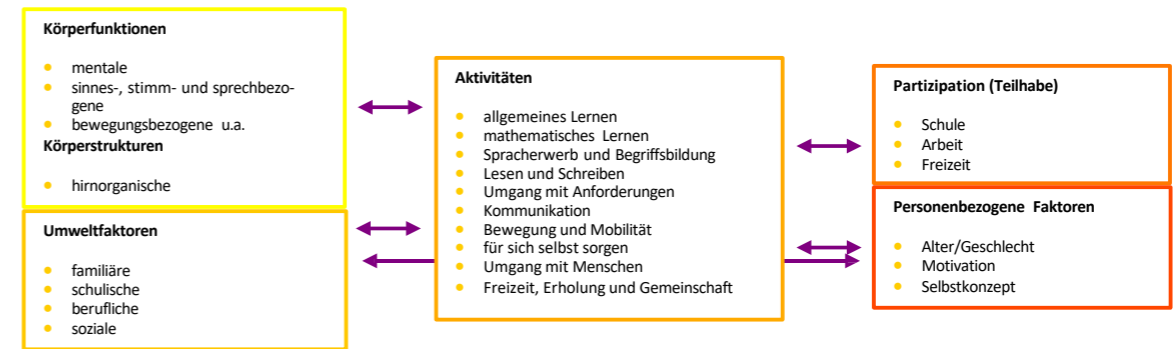 Körperfunktionen
mentale
sinnes-, stimm- und sprechbezo-
gene
bewegungsbezogene u.a.
Körperstrukturen
hirnorganische
Umweltfaktoren
familiäre
schulische
berufliche
soziale
Aktivitäten
allgemeines Lernen
mathematisches Lernen
Spracherwerb und Begriffsbildung
Lesen und Schreiben
Umgang mit Anforderungen
Kommunikation
Bewegung und Mobilität
für sich selbst sorgen
Umgang mit Menschen
Freizeit, Erholung und Gemeinschaft
Partizipation (Teilhabe)
Schule
Arbeit
Freizeit
Personenbezogene Faktoren
Alter/Geschlecht
Motivation
Selbstkonzept